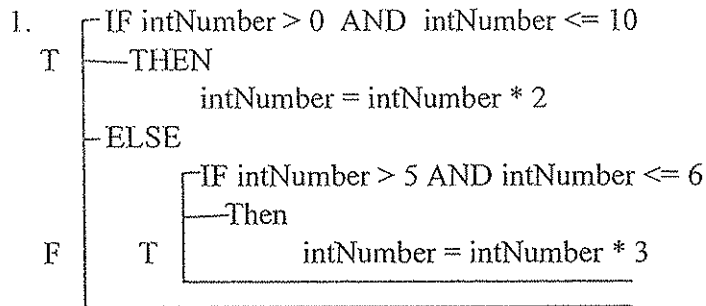 1. IF intNumber > 0 AND intNumber <= 10
T THEN
intNumber = intNumber * 2
ELSE
IF intNumber > 5 AND intNumber <= 6
Then
F T intNumber = intNumber * 3